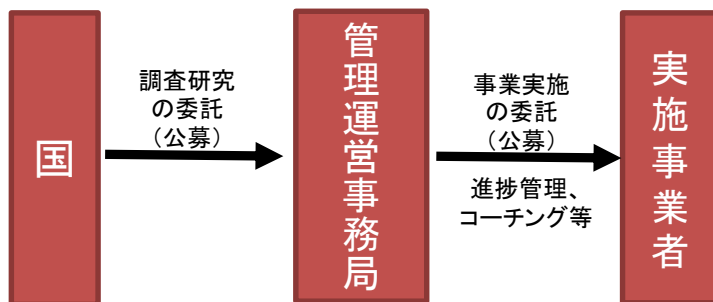 国
調査研究
の委託
（公募）
管理運営事務局
事業実施
の委託
（公募）
進捗管理、
コーチング等
実施事業者